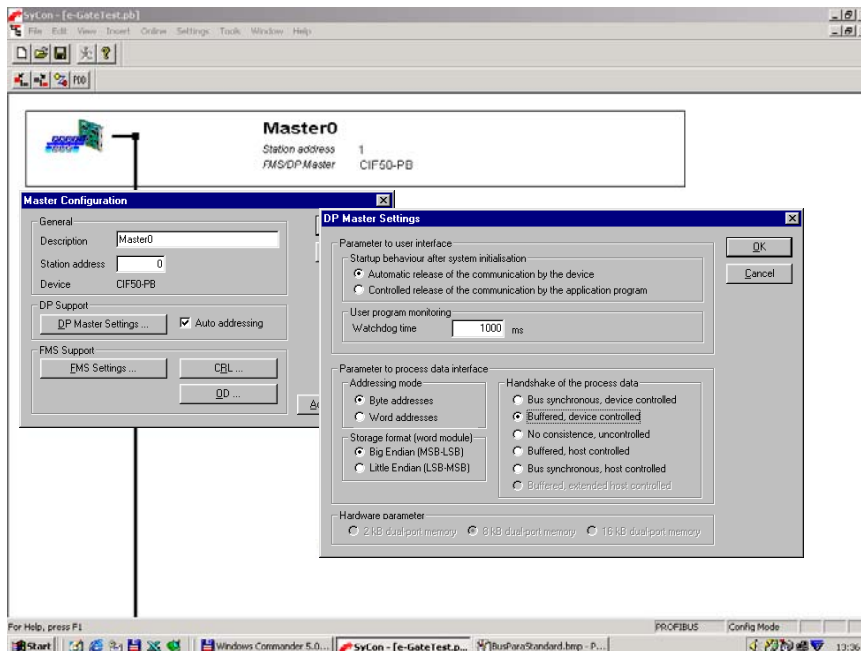 SyCon - [e-GateTest.pb]
File Edit View Insert Online Settings Tools Window Help
PDO
Master0
Station address 1
FMS/DP Master CIF50-PB
Master Configuration
General
Description Master0
Station address 0
Device CIF50-PB
DP Support
DP Master Settings ... Auto addressing
FMS Support
FMS Settings ... CRL ...
OD ...
DP Master Settings
Parameter to user interface
Startup behaviour after system initialisation
Automatic release of the communication by the device
Controlled release of the communication by the application program
User program monitoring
Watchdog time 1000 ms
OK
Cancel
Parameter to process data interface
Addressing mode
Byte addresses
Word addresses
Storage format (word module)
Big Endian (MSB-LSB)
Little Endian (LSB-MSB)
Handshake of the process data
Bus synchronous, device controlled
Buffered, device controlled
No consistence, uncontrolled
Buffered, host controlled
Bus synchronous, host controlled
Buffered, extended host controlled
Hardware parameter
2 kB dual-port memory 8 kB dual-port memory 16 kB dual-port memory
For Help, press F1 PROFIBUS Config Mode
Start Windows Commander 5.0... SyCon - [e-GateTest.p... BusParaStandard.bmp - P...